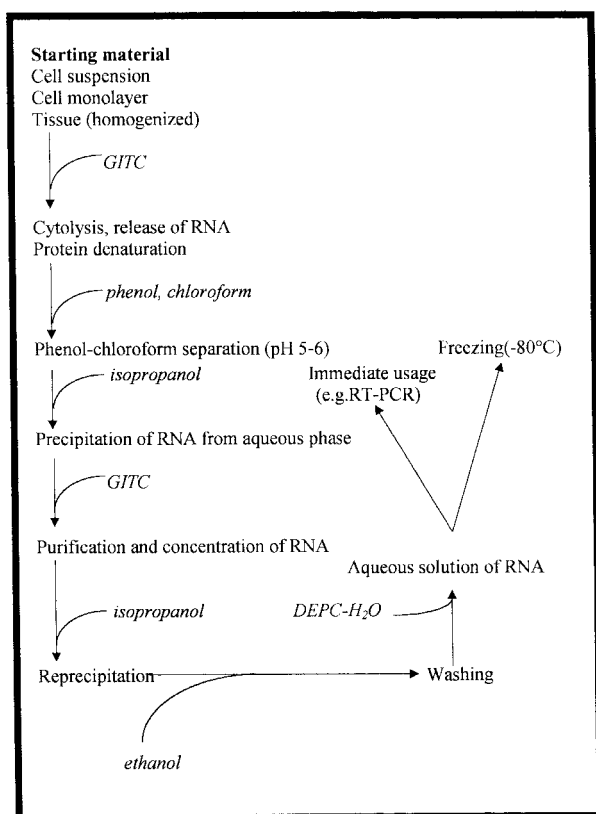 Starting material
Cell suspension
Cell monolayer
Tissue (homogenized)
GITC
Cytolysis, release of RNA
Protein denaturation
phenol, chloroform
Phenol-chloroform separation (pH 5-6)
isopropanol
Precipitation of RNA from aqueous phase
GITC
Purification and concentration of RNA
isopropanol
Reprecipitation
ethanol
Washing
DEPC-H₂O
Aqueous solution of RNA
Immediate usage
(e.g.RT-PCR)
Freezing(-80°C)